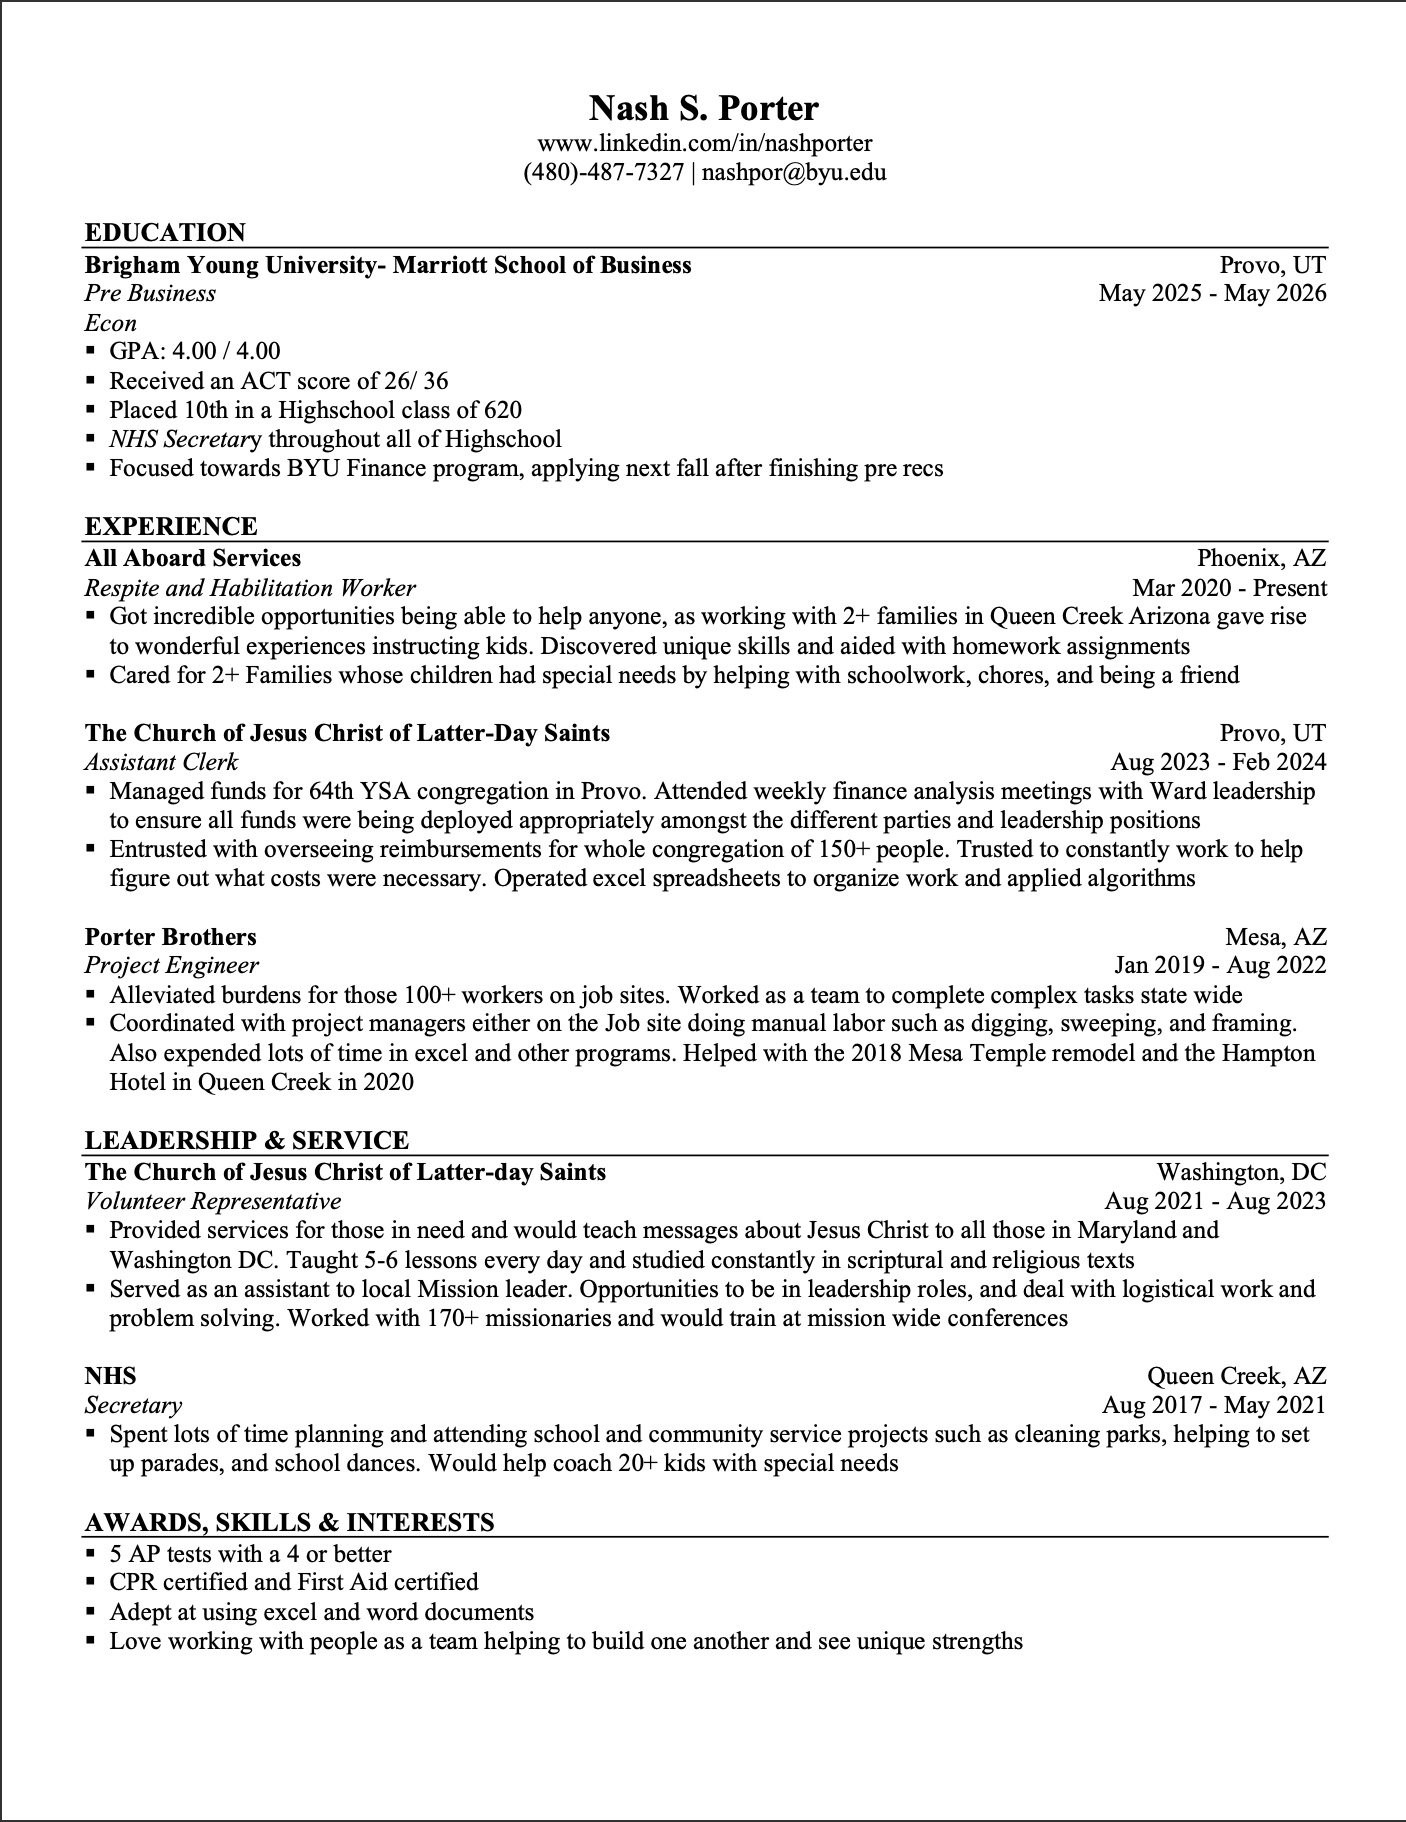 Nash S. Porter
www.linkedin.com/in/nashporter
(480)-487-7327 | nashpor@byu.edu
EDUCATION
Brigham Young University- Marriott School of Business Provo, UT
Pre Business May 2025 - May 2026
Econ
▪ GPA: 4.00 / 4.00
▪ Received an ACT score of 26/ 36
▪ Placed 10th in a Highschool class of 620
▪ NHS Secretary throughout all of Highschool
▪ Focused towards BYU Finance program, applying next fall after finishing pre recs
EXPERIENCE
All Aboard Services Phoenix, AZ
Respite and Habilitation Worker Mar 2020 - Present
▪ Got incredible opportunities being able to help anyone, as working with 2+ families in Queen Creek Arizona gave rise
to wonderful experiences instructing kids. Discovered unique skills and aided with homework assignments
▪ Cared for 2+ Families whose children had special needs by helping with schoolwork, chores, and being a friend
The Church of Jesus Christ of Latter-Day Saints Provo, UT
Assistant Clerk Aug 2023 - Feb 2024
▪ Managed funds for 64th YSA congregation in Provo. Attended weekly finance analysis meetings with Ward leadership
to ensure all funds were being deployed appropriately amongst the different parties and leadership positions
▪ Entrusted with overseeing reimbursements for whole congregation of 150+ people. Trusted to constantly work to help
figure out what costs were necessary. Operated excel spreadsheets to organize work and applied algorithms
Porter Brothers Mesa, AZ
Project Engineer Jan 2019 - Aug 2022
▪ Alleviated burdens for those 100+ workers on job sites. Worked as a team to complete complex tasks state wide
▪ Coordinated with project managers either on the Job site doing manual labor such as digging, sweeping, and framing.
Also expended lots of time in excel and other programs. Helped with the 2018 Mesa Temple remodel and the Hampton
Hotel in Queen Creek in 2020
LEADERSHIP & SERVICE
The Church of Jesus Christ of Latter-day Saints Washington, DC
Volunteer Representative Aug 2021 - Aug 2023
▪ Provided services for those in need and would teach messages about Jesus Christ to all those in Maryland and
Washington DC. Taught 5-6 lessons every day and studied constantly in scriptural and religious texts
▪ Served as an assistant to local Mission leader. Opportunities to be in leadership roles, and deal with logistical work and
problem solving. Worked with 170+ missionaries and would train at mission wide conferences
NHS Queen Creek, AZ
Secretary Aug 2017 - May 2021
▪ Spent lots of time planning and attending school and community service projects such as cleaning parks, helping to set
up parades, and school dances. Would help coach 20+ kids with special needs
AWARDS, SKILLS & INTERESTS
▪ 5 AP tests with a 4 or better
▪ CPR certified and First Aid certified
▪ Adept at using excel and word documents
▪ Love working with people as a team helping to build one another and see unique strengths